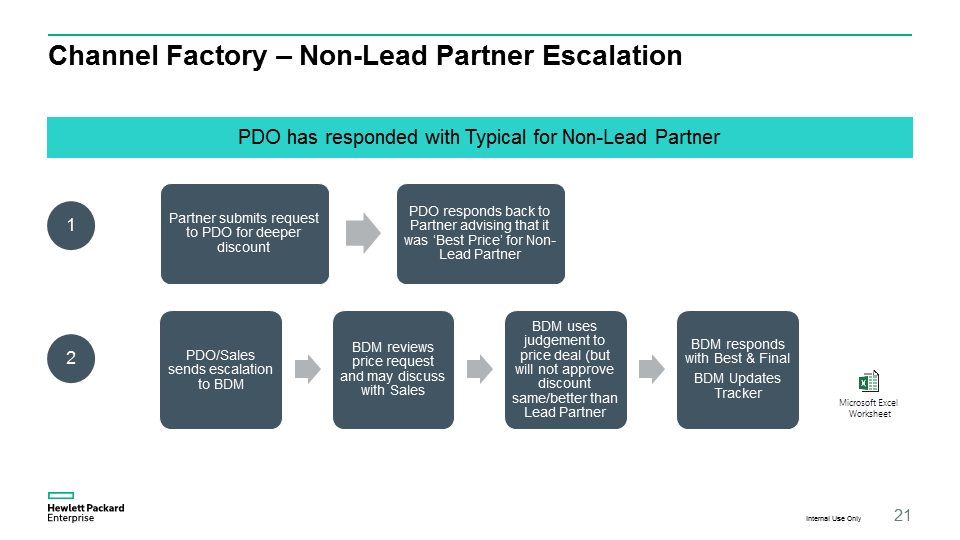 Channel Factory – Non-Lead Partner Escalation
PDO has responded with Typical for Non-Lead Partner
1
Partner submits request
to PDO for deeper
discount
PDO responds back to
Partner advising that it
was ‘Best Price’ for Non-
Lead Partner
2
PDO/Sales
sends escalation
to BDM
BDM reviews
price request
and may discuss
with Sales
BDM uses
judgement to
price deal (but
will not approve
discount
same/better than
Lead Partner
BDM responds
with Best & Final
BDM Updates
Tracker
Microsoft Excel
Worksheet
Hewlett Packard
Enterprise
Internal Use Only
21